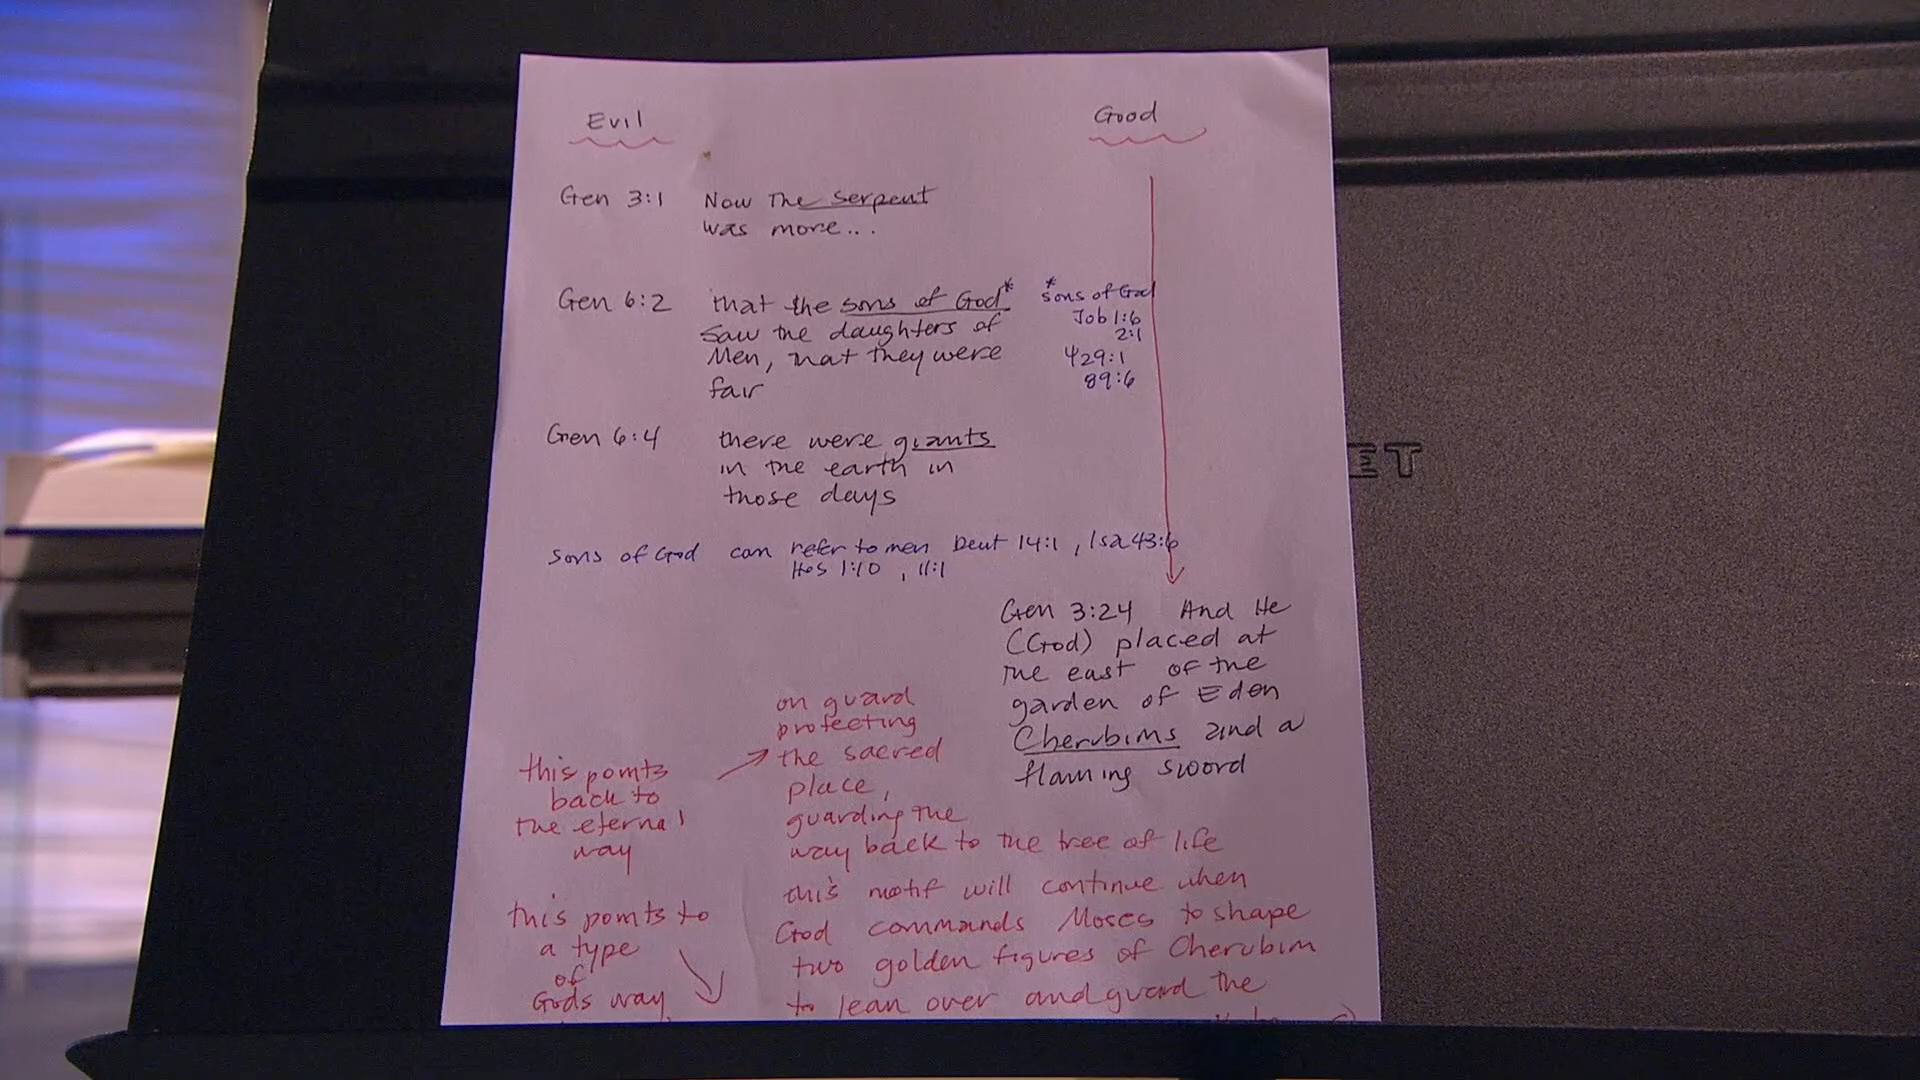 Evil
Good
Gen 3:1 Now The Serpent
was more...
Gen 6:2 that the sons of God*
saw the daughters of
Men, that they were
fair
*sons of God
Job 1:6
2:1
Ψ29:1
89:6
Gen 6:4 there were giants
in the earth in
those days
sons of God can refer to men Deut 14:1, Isa 43:6
Hos 1:10, 11:1
Gen 3:24 And He
(God) placed at
the east of the
garden of Eden
Cherubims and a
flaming sword
this points
back to
the eternal
way
on guard
protecting
the sacred
place,
guarding the
way back to the tree of life
this points to
a type
of
Gods way
this motif will continue when
God commands Moses to shape
two golden figures of Cherubim
to lean over and guard the
ET